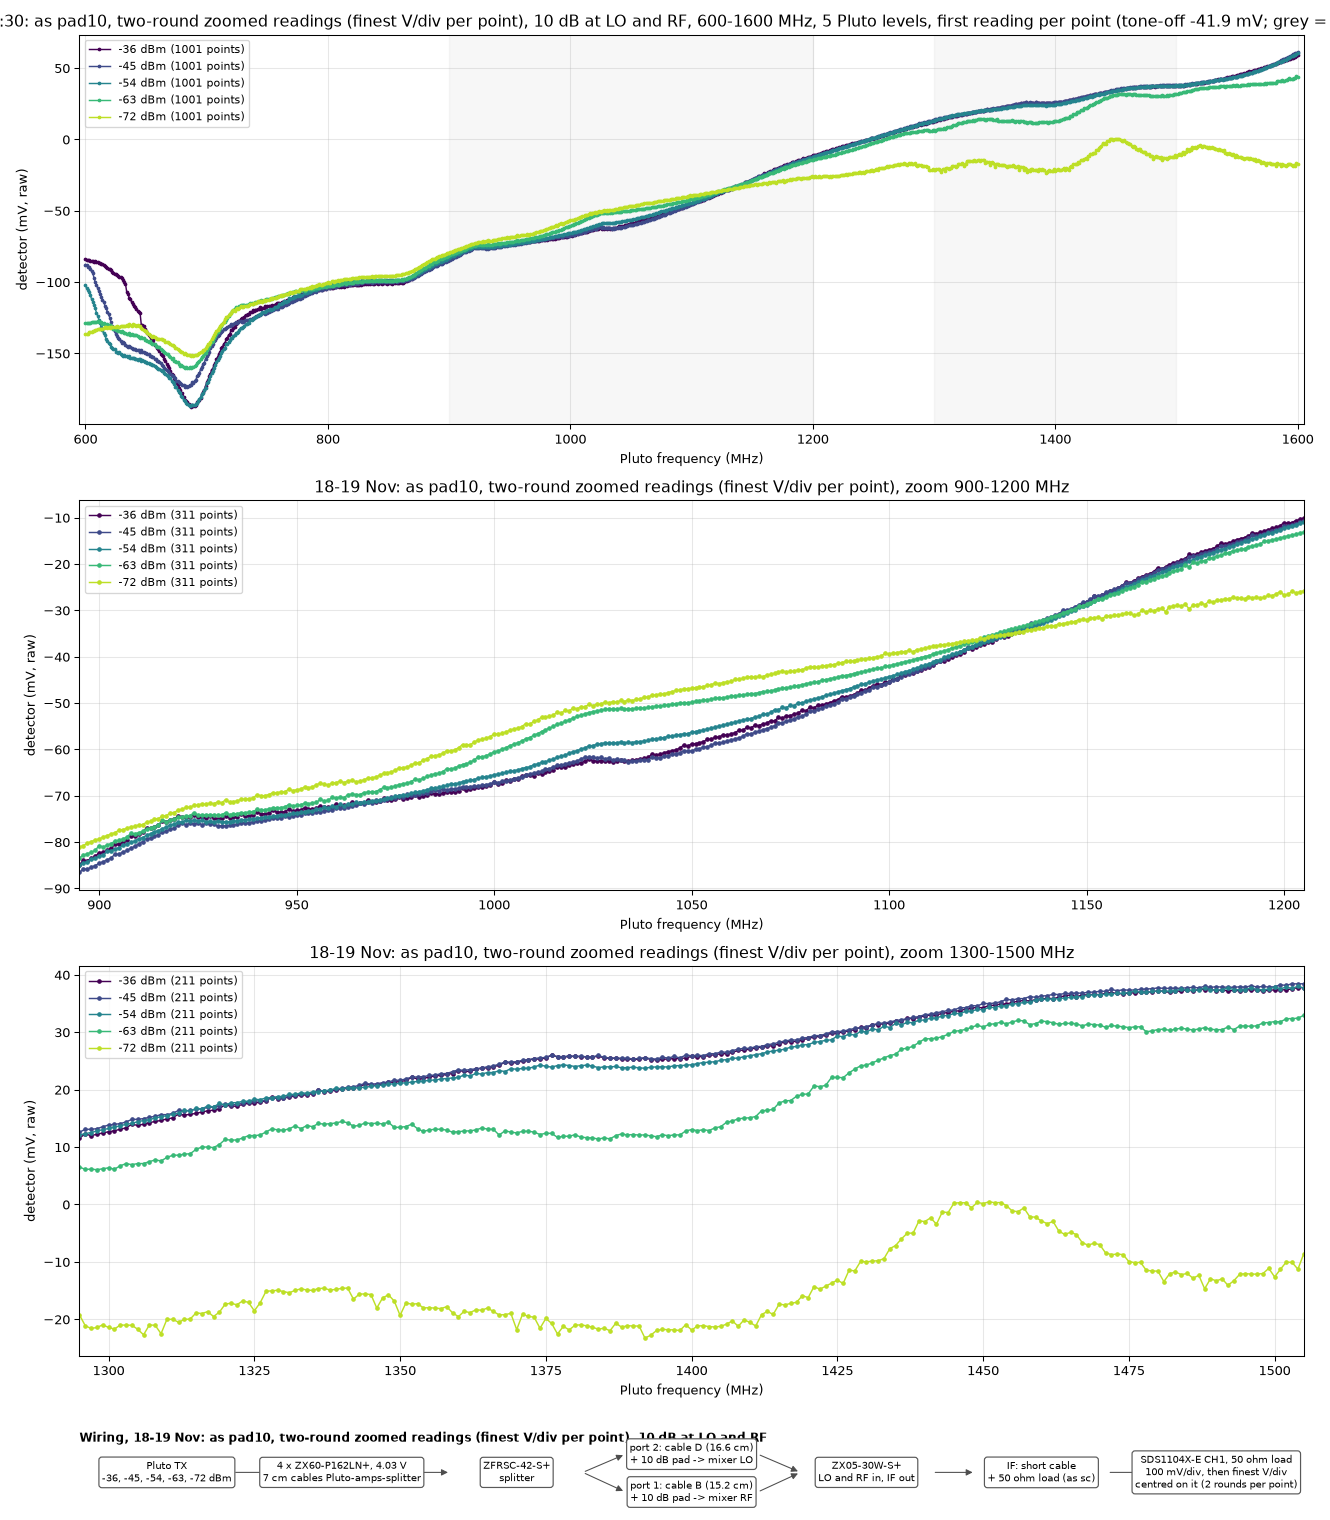 :30: as pad10, two-round zoomed readings (finest V/div per point), 10 dB at LO and RF, 600-1600 MHz, 5 Pluto levels, first reading per point (tone-off -41.9 mV; grey =
-36 dBm (1001 points)
-45 dBm (1001 points)
-54 dBm (1001 points)
-63 dBm (1001 points)
-72 dBm (1001 points)
50
0
−50
−100
−150
detector (mV, raw)
600
800
1000
1200
1400
1600
Pluto frequency (MHz)
18-19 Nov: as pad10, two-round zoomed readings (finest V/div per point), zoom 900-1200 MHz
-36 dBm (311 points)
-45 dBm (311 points)
-54 dBm (311 points)
-63 dBm (311 points)
-72 dBm (311 points)
−10
−20
−30
−40
−50
−60
−70
−80
−90
detector (mV, raw)
900
950
1000
1050
1100
1150
1200
Pluto frequency (MHz)
18-19 Nov: as pad10, two-round zoomed readings (finest V/div per point), zoom 1300-1500 MHz
-36 dBm (211 points)
-45 dBm (211 points)
-54 dBm (211 points)
-63 dBm (211 points)
-72 dBm (211 points)
40
30
20
10
0
−10
−20
detector (mV, raw)
1300
1325
1350
1375
1400
1425
1450
1475
1500
Pluto frequency (MHz)
Wiring, 18-19 Nov: as pad10, two-round zoomed readings (finest V/div per point), 10 dB at LO and RF
Pluto TX
-36, -45, -54, -63, -72 dBm
4 x ZX60-P162LN+, 4.03 V
7 cm cables Pluto-amps-splitter
ZFRSC-42-S+
splitter
port 2: cable D (16.6 cm)
+ 10 dB pad -> mixer LO
port 1: cable B (15.2 cm)
+ 10 dB pad -> mixer RF
ZX05-30W-S+
LO and RF in, IF out
IF: short cable
+ 50 ohm load (as sc)
SDS1104X-E CH1, 50 ohm load
100 mV/div, then finest V/div
centred on it (2 rounds per point)